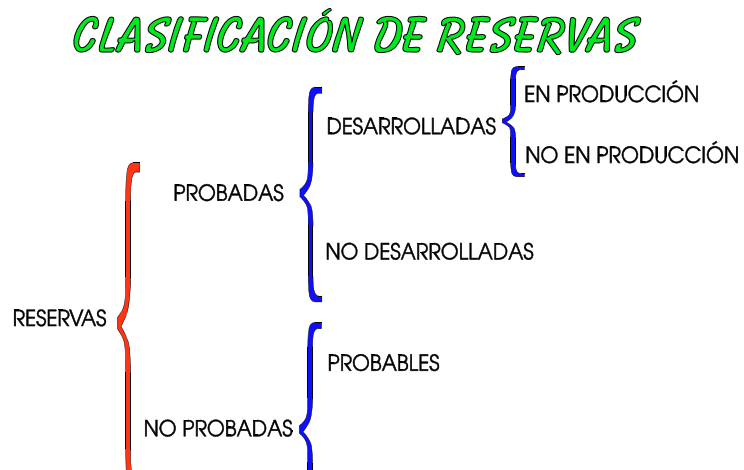 CLASIFICACIÓN DE RESERVAS
EN PRODUCCIÓN
DESARROLLADAS
NO EN PRODUCCIÓN
PROBADAS
NO DESARROLLADAS
RESERVAS
PROBABLES
NO PROBADAS